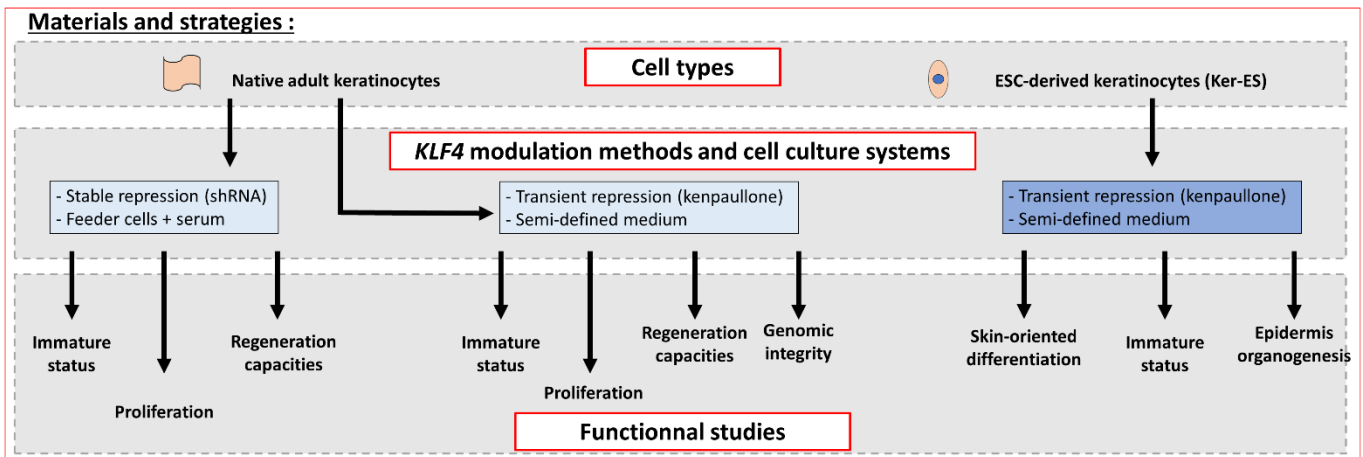 Materials and strategies :
Cell types
Native adult keratinocytes
ESC-derived keratinocytes (Ker-ES)
KLF4 modulation methods and cell culture systems
- Stable repression (shRNA)
- Feeder cells + serum
- Transient repression (kenpaullone)
- Semi-defined medium
- Transient repression (kenpaullone)
- Semi-defined medium
Immature
status
Proliferation
Regeneration
capacities
Immature
status
Proliferation
Regeneration
capacities
Genomic
integrity
Skin-oriented
differentiation
Immature
status
Epidermis
organogenesis
Functionnal studies